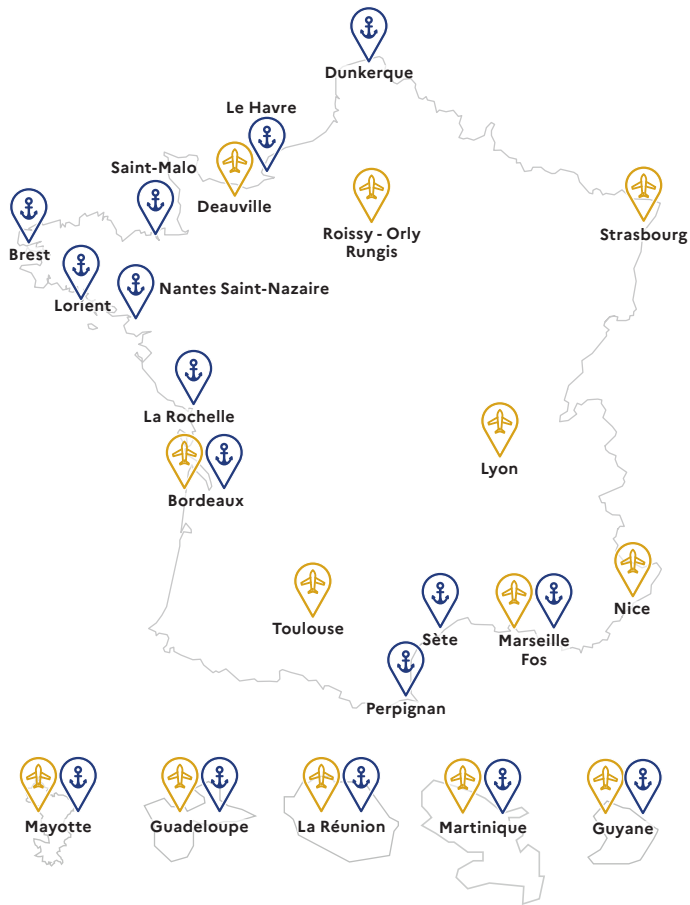 Dunkerque
Le Havre
Saint-Malo
Deauville
Roissy - Orly
Rungis
Strasbourg
Brest
Nantes Saint-Nazaire
Lorient
La Rochelle
Lyon
Bordeaux
Nice
Toulouse
Sète
Marseille
Fos
Perpignan
Mayotte
Guadeloupe
La Réunion
Martinique
Guyane